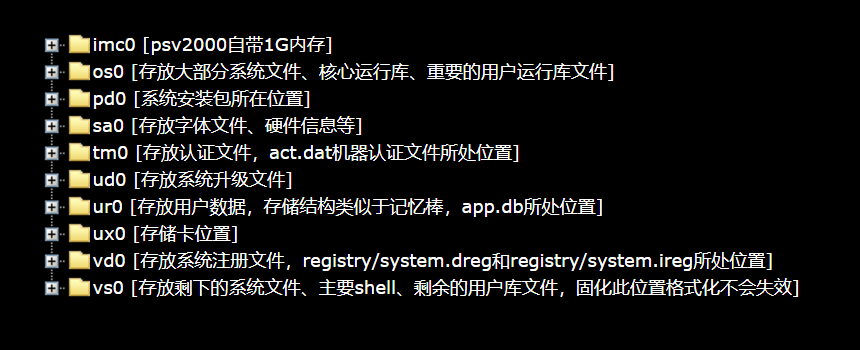 imc0 [psv2000自带1G内存]
os0 [存放大部分系统文件、核心运行库、重要的用户运行库文件]
pd0 [系统安装包所在位置]
sa0 [存放字体文件、硬件信息等]
tm0 [存放认证文件，act.dat机器认证文件所处位置]
ud0 [存放系统升级文件]
ur0 [存放用户数据，存储结构类似于记忆棒，app.db所处位置]
ux0 [存储卡位置]
vd0 [存放系统注册文件，registry/system.dreg和registry/system.ireg所处位置]
vs0 [存放剩下的系统文件、主要shell、剩余的用户库文件，固化此位置格式化不会失效]